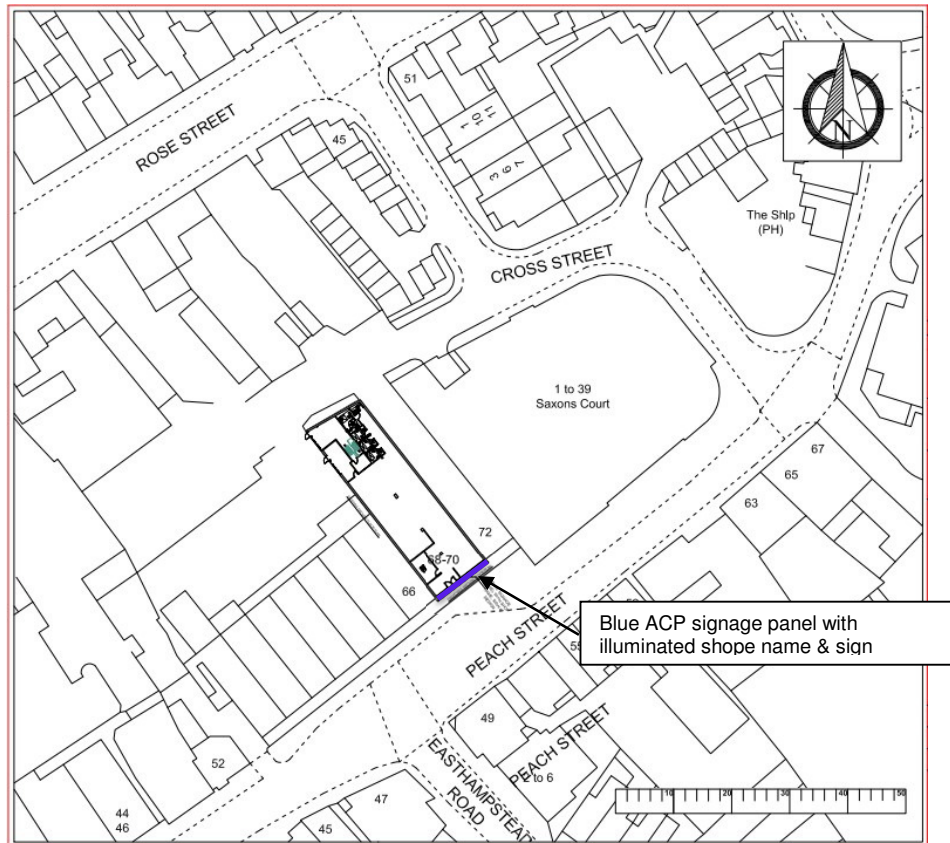 51
ROSE STREET
45
11
10
1
3 6 7
N
The Ship
(PH)
CROSS STREET
1 to 39
Saxons Court
67
65
63
72
68-70
66
PEACH STREET
Blue ACP signage panel with
illuminated shope name & sign
49
PEACH STREET
2 to 6
EASTHAMPSTEAD
ROAD
52
47
45
44
46
10 20 30 40 50